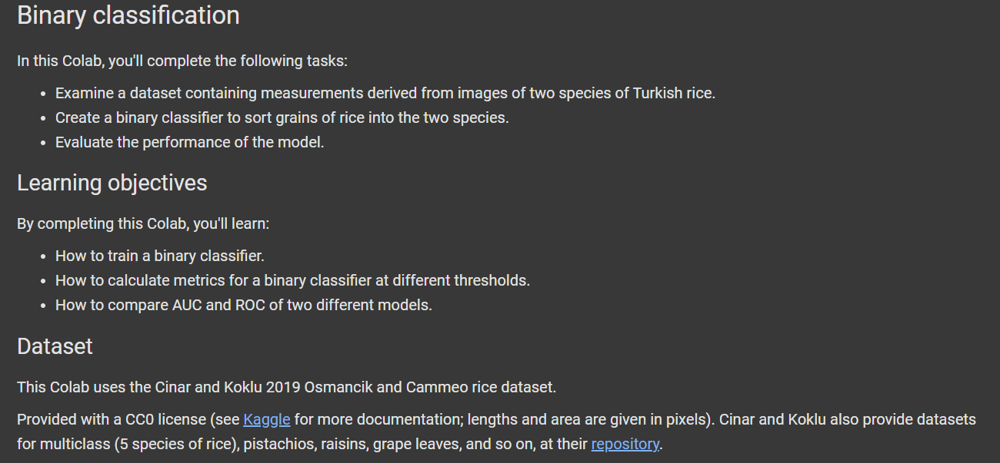 Binary classification
In this Colab, you'll complete the following tasks:
• Examine a dataset containing measurements derived from images of two species of Turkish rice.
• Create a binary classifier to sort grains of rice into the two species.
• Evaluate the performance of the model.
Learning objectives
By completing this Colab, you'll learn:
• How to train a binary classifier.
• How to calculate metrics for a binary classifier at different thresholds.
• How to compare AUC and ROC of two different models.
Dataset
This Colab uses the Cinar and Koklu 2019 Osmancik and Cammeo rice dataset.
Provided with a CC0 license (see Kaggle for more documentation; lengths and area are given in pixels). Cinar and Koklu also provide datasets
for multiclass (5 species of rice), pistachios, raisins, grape leaves, and so on, at their repository.